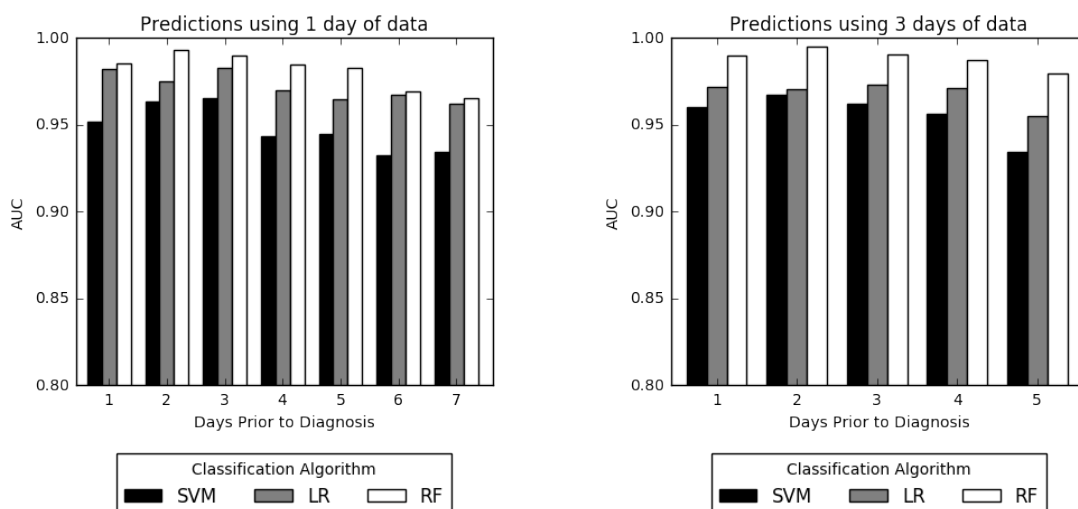 Predictions using 1 day of data
1.00
0.95
0.90
0.85
0.80
AUC
1 2 3 4 5 6 7
Days Prior to Diagnosis
Classification Algorithm
SVM LR RF
Predictions using 3 days of data
1.00
0.95
0.90
0.85
0.80
AUC
1 2 3 4 5
Days Prior to Diagnosis
Classification Algorithm
SVM LR RF